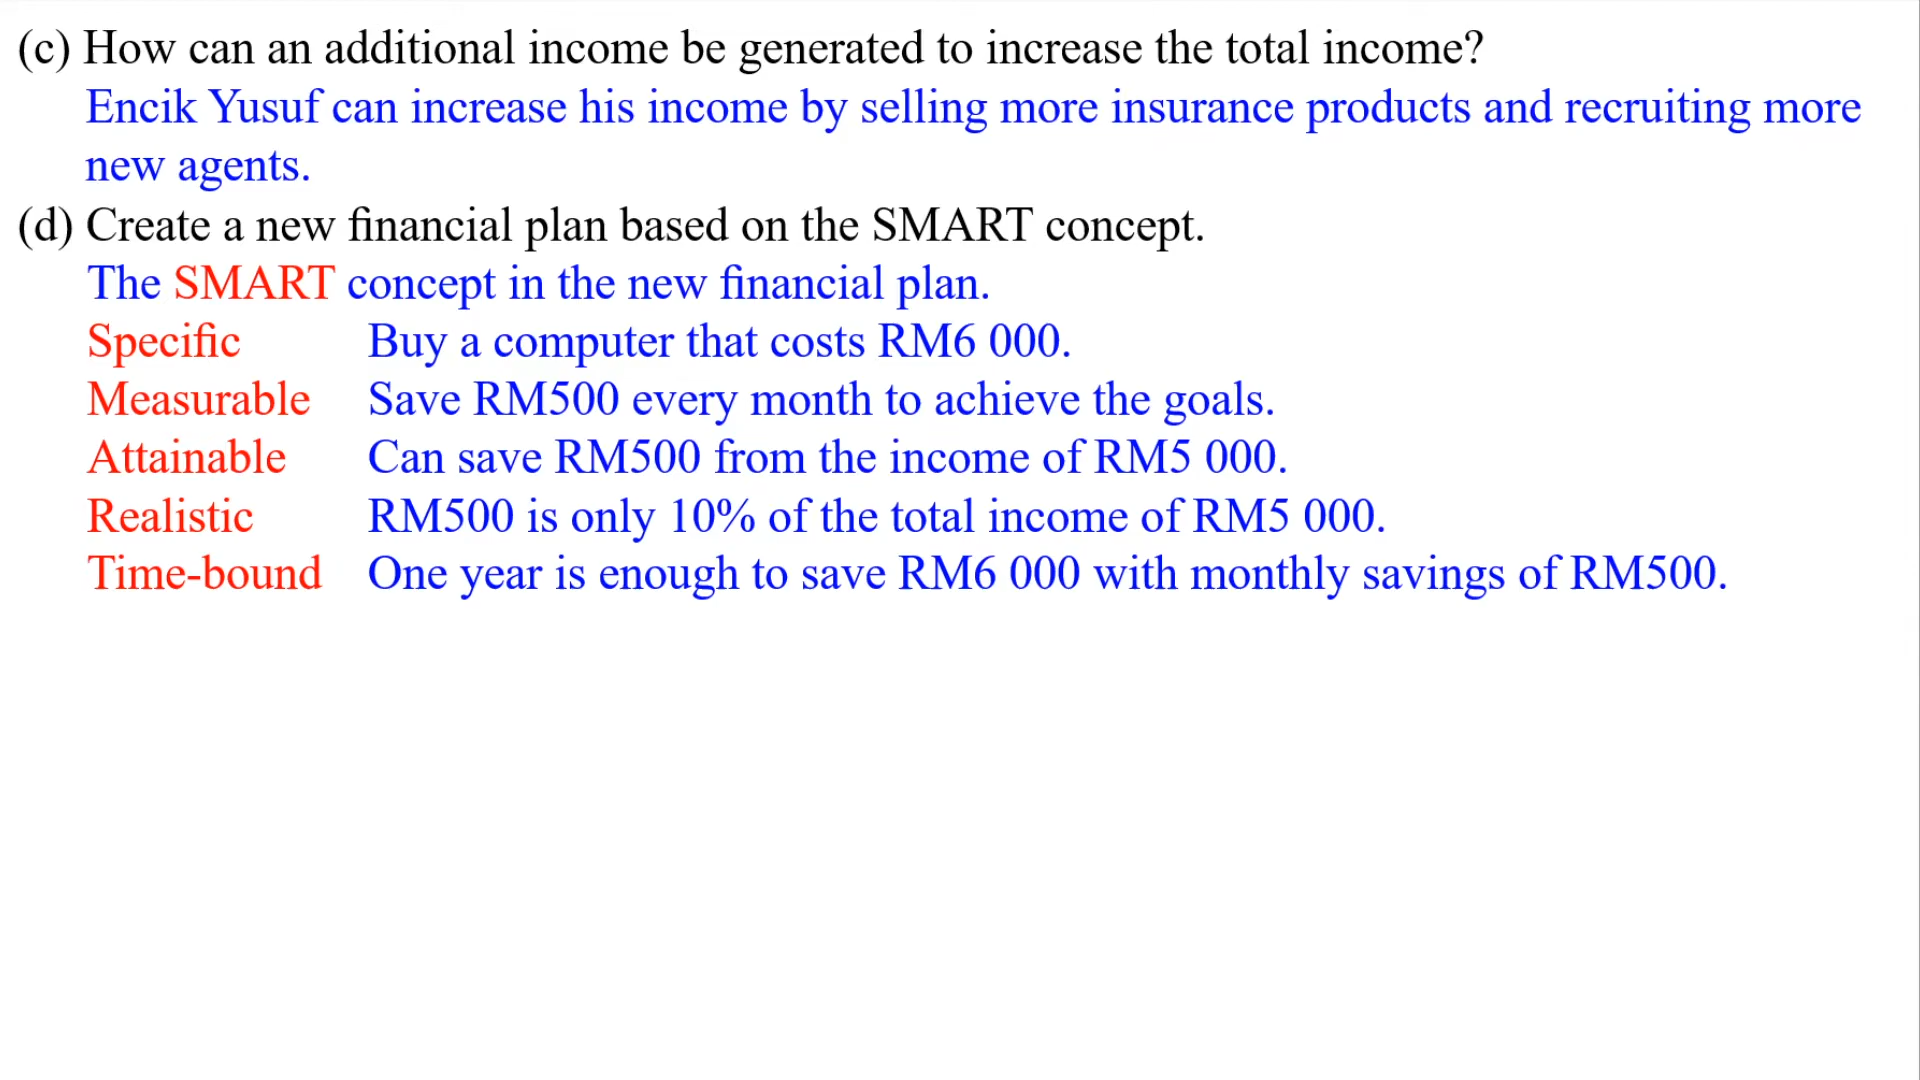 (c) How can an additional income be generated to increase the total income?
Encik Yusuf can increase his income by selling more insurance products and recruiting more
new agents.
(d) Create a new financial plan based on the SMART concept.
The SMART concept in the new financial plan.
Specific Buy a computer that costs RM6 000.
Measurable Save RM500 every month to achieve the goals.
Attainable Can save RM500 from the income of RM5 000.
Realistic RM500 is only 10% of the total income of RM5 000.
Time-bound One year is enough to save RM6 000 with monthly savings of RM500.